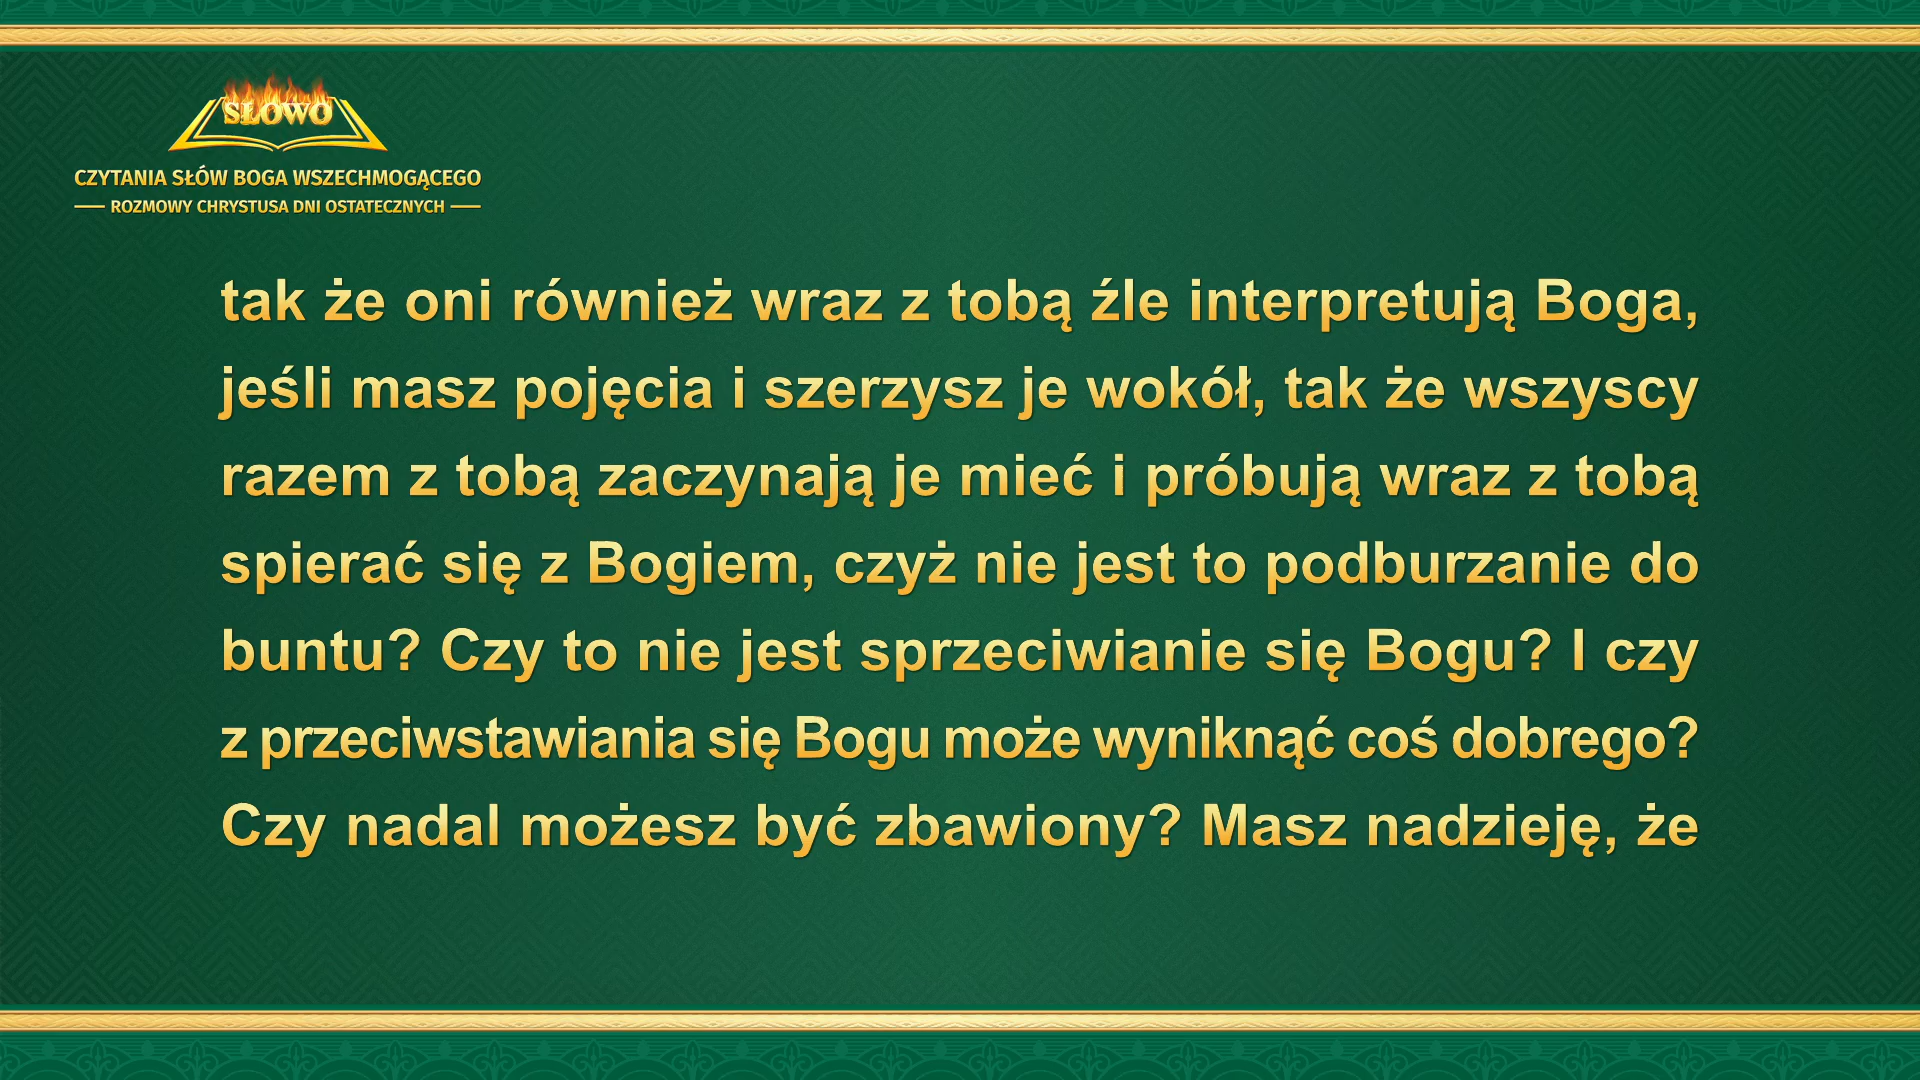 SŁOWO
CZYTANIA SŁÓW BOGA WSZECHMOGĄCEGO
ROZMOWY CHRYSTUSA DNI OSTATECZNYCH
tak że oni również wraz z tobą źle interpretują Boga,
jeśli masz pojęcia i szerzysz je wokół, tak że wszyscy
razem z tobą zaczynają je mieć i próbują wraz z tobą
spierać się z Bogiem, czyż nie jest to podburzanie do
buntu? Czy to nie jest sprzeciwianie się Bogu? I czy
z przeciwstawiania się Bogu może wyniknąć coś dobrego?
Czy nadal możesz być zbawiony? Masz nadzieję, że